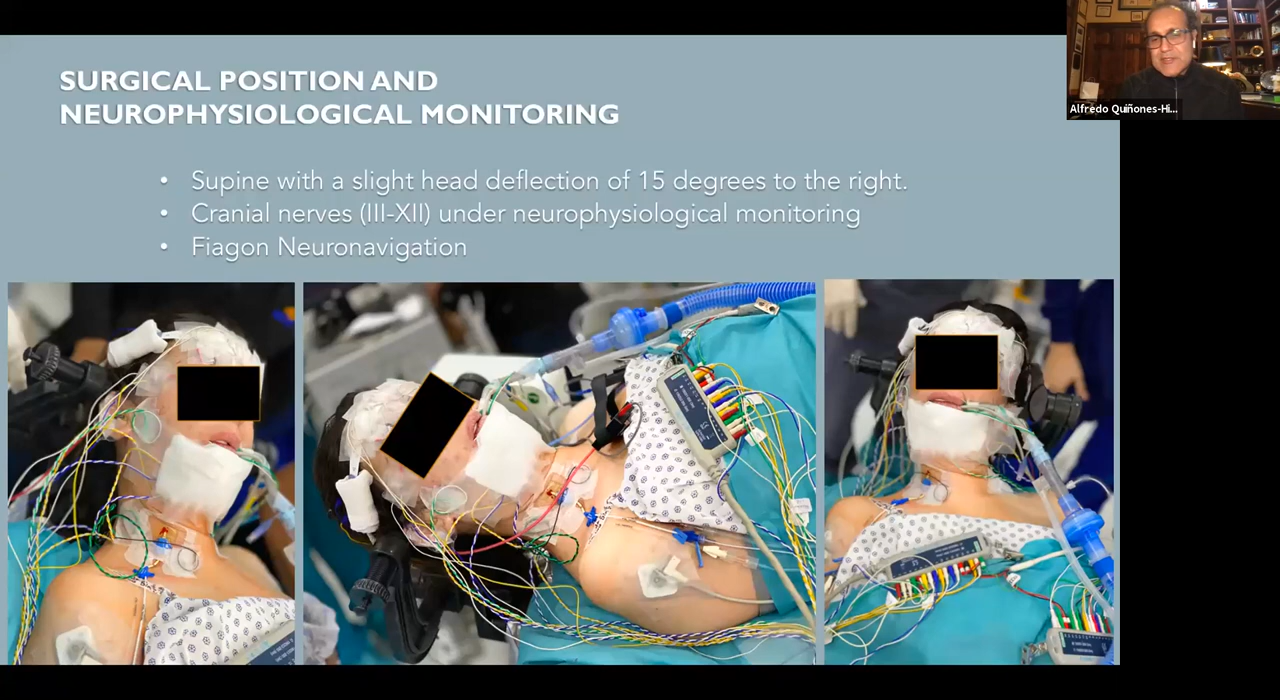 SURGICAL POSITION AND
NEUROPHYSIOLOGICAL MONITORING
• Supine with a slight head deflection of 15 degrees to the right.
• Cranial nerves (III-XII) under neurophysiological monitoring
• Fiagon Neuronavigation
Alfredo Quiñones-Hi...